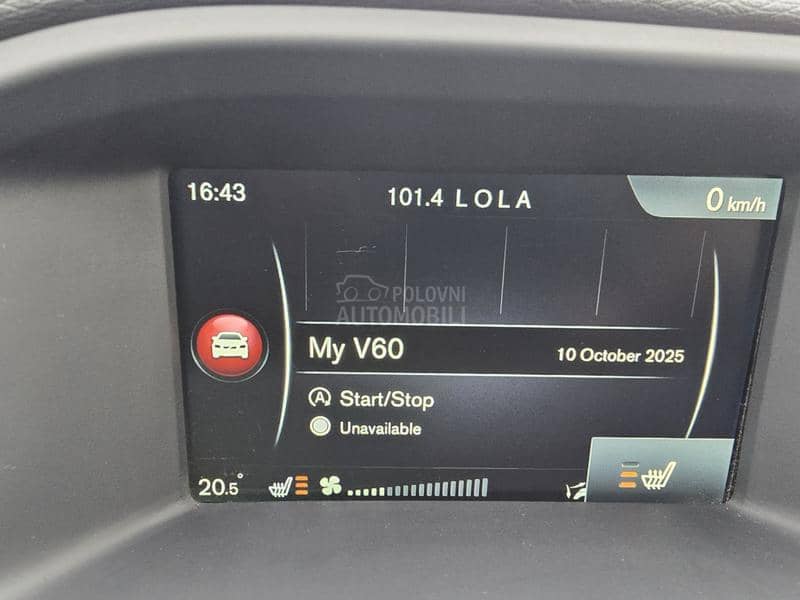 16:43
101.4 LOLA
0 km/h
POLOVNI
AUTOMOBILI
My V60
10 October 2025
Start/Stop
Unavailable
20.5°